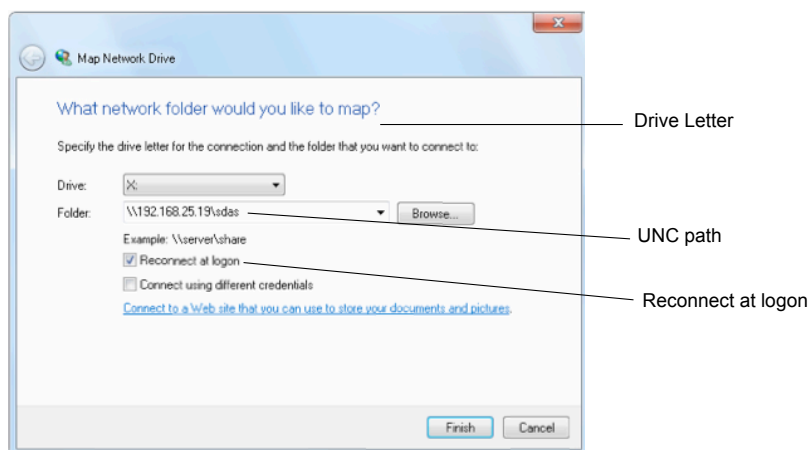 Map Network Drive
What network folder would you like to map?
Drive Letter
Specify the drive letter for the connection and the folder that you want to connect to:
Drive: X:
Folder: \\192.168.25.19\sdas Browse...
UNC path
Example: \\server\share
Reconnect at logon
Reconnect at logon
Connect using different credentials
Connect to a Web site that you can use to store your documents and pictures.
Finish Cancel